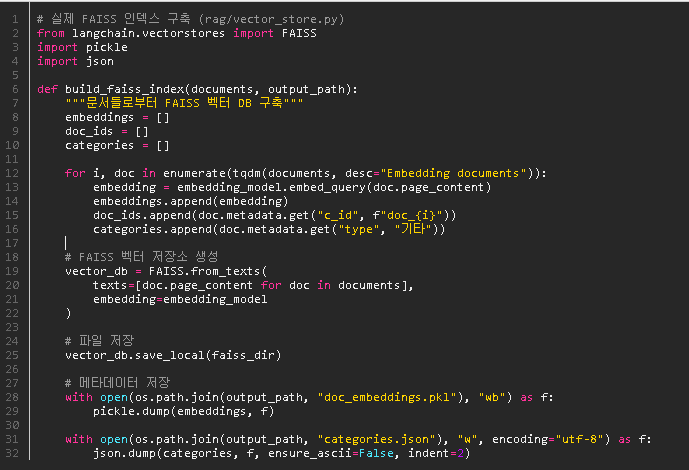 1 # 실제 FAISS 인덱스 구축 (rag/vector_store.py)
2 from langchain.vectorstores import FAISS
3 import pickle
4 import json
5
6 def build_faiss_index(documents, output_path):
7     """문서들로부터 FAISS 벡터 DB 구축"""
8     embeddings = []
9     doc_ids = []
10     categories = []
11
12     for i, doc in enumerate(tqdm(documents, desc="Embedding documents")):
13         embedding = embedding_model.embed_query(doc.page_content)
14         embeddings.append(embedding)
15         doc_ids.append(doc.metadata.get("c_id", f"doc_{i}"))
16         categories.append(doc.metadata.get("type", "기타"))
17
18     # FAISS 벡터 저장소 생성
19     vector_db = FAISS.from_texts(
20         texts=[doc.page_content for doc in documents],
21         embedding=embedding_model
22     )
23
24     # 파일 저장
25     vector_db.save_local(faiss_dir)
26
27     # 메타데이터 저장
28     with open(os.path.join(output_path, "doc_embeddings.pkl"), "wb") as f:
29         pickle.dump(embeddings, f)
30
31     with open(os.path.join(output_path, "categories.json"), "w", encoding="utf-8") as f:
32         json.dump(categories, f, ensure_ascii=False, indent=2)